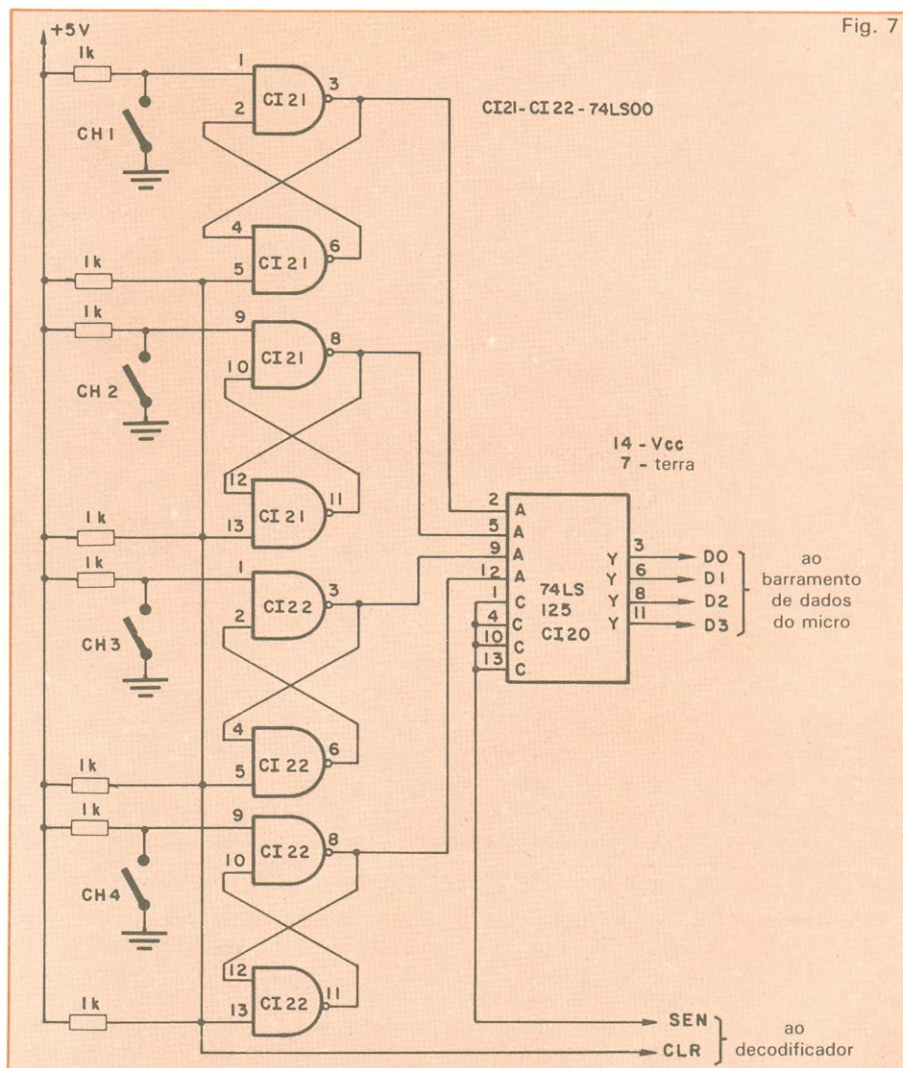 Fig. 7
+5V
1k
1
CI21
3
2
CH1
CI21-CI22-74LS00
4
CI21
6
1k
5
1k
9
CI21
8
10
CH2
12
CI21
11
1k
13
14 - Vcc
7 - terra
1k
1
CI22
3
2
CH3
4
CI22
6
1k
5
1k
9
CI22
8
10
CH4
12
CI22
11
1k
13
2 A
5 A
9 A
12 A
1 C
4 C
10 C
13 C
74LS
125
CI20
Y 3 D0
Y 6 D1
Y 8 D2
Y 11 D3
ao
barramento
de dados
do micro
SEN
CLR
ao
decodificador